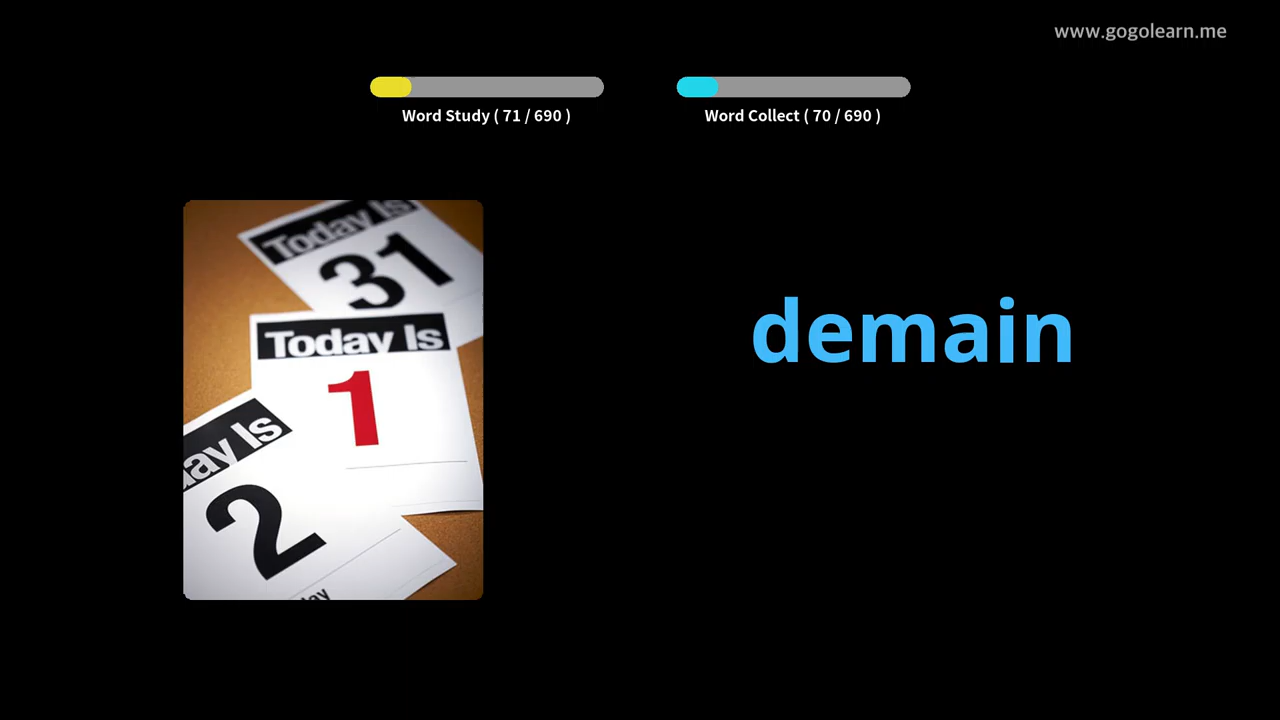 www.gogolearn.me
Word Study ( 71 / 690 )
Word Collect ( 70 / 690 )
Today Is
31
Today Is
1
ay Is
2
demain